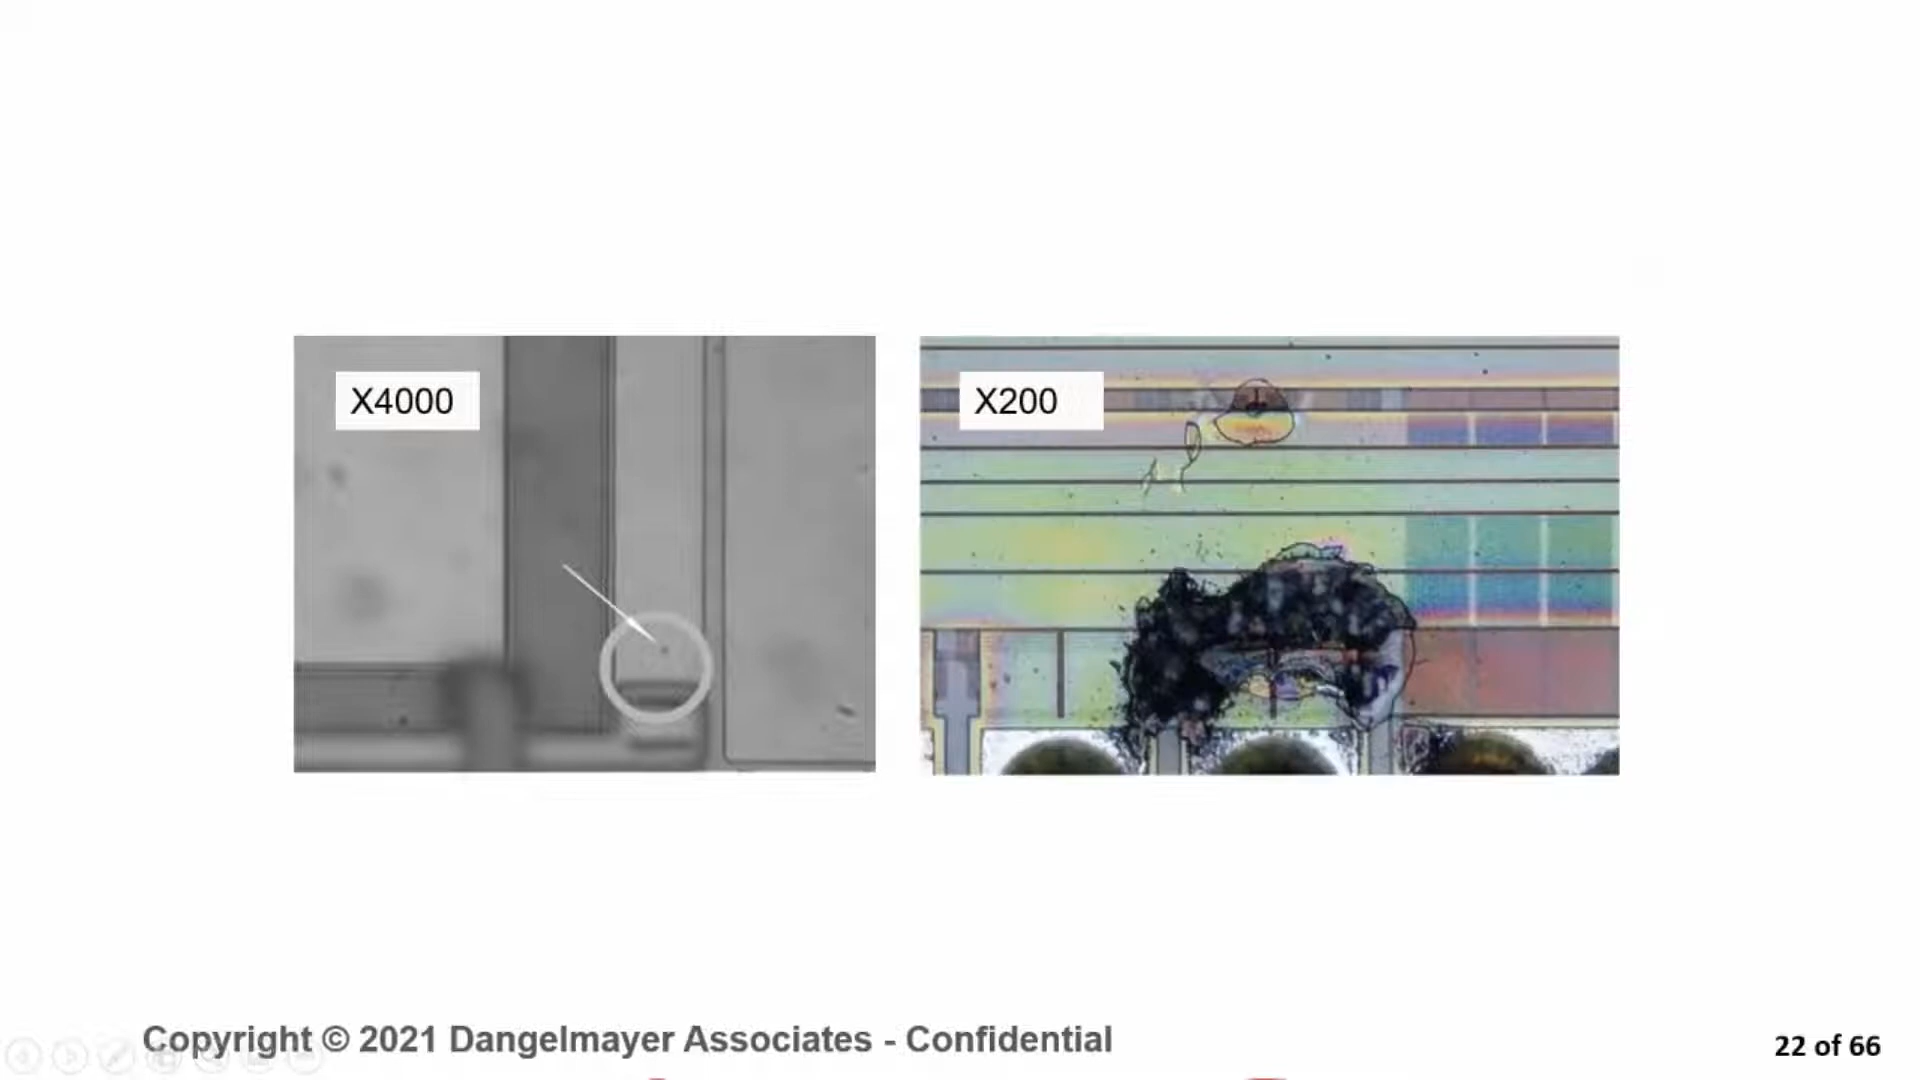 X4000
X200
Copyright © 2021 Dangelmayer Associates - Confidential
22 of 66